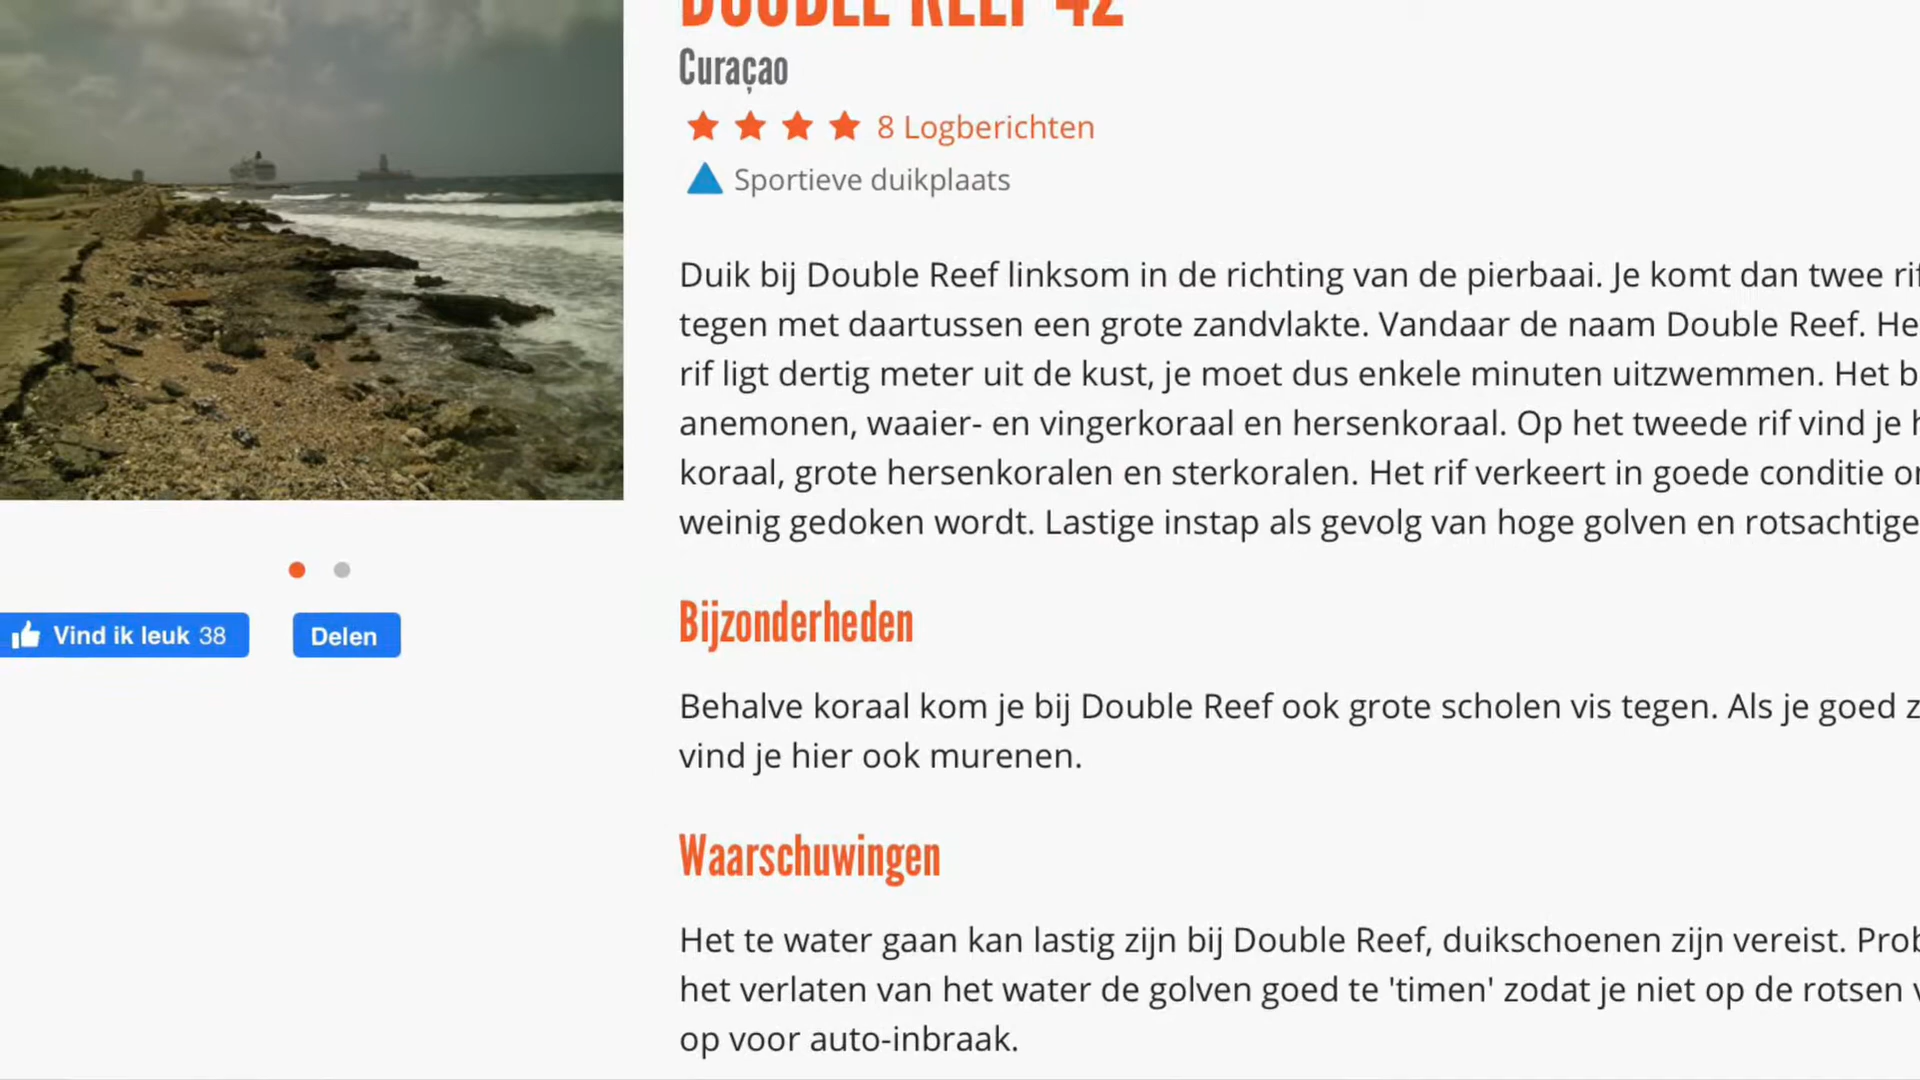 DOUBLE REEF 42
Curaçao
8 Logberichten
Sportieve duikplaats
Duik bij Double Reef linksom in de richting van de pierbaai. Je komt dan twee
tegen met daartussen een grote zandvlakte. Vandaar de naam Double Reef.
rif ligt dertig meter uit de kust, je moet dus enkele minuten uitzwemmen. Het
anemonen, waaier- en vingerkoraal en hersenkoraal. Op het tweede rif vind je
koraal, grote hersenkoralen en sterkoralen. Het rif verkeert in goede conditie
weinig gedoken wordt. Lastige instap als gevolg van hoge golven en rotsachtige
Vind ik leuk 38
Delen
Bijzonderheden
Behalve koraal kom je bij Double Reef ook grote scholen vis tegen. Als je goed
vind je hier ook murenen.
Waarschuwingen
Het te water gaan kan lastig zijn bij Double Reef, duikschoenen zijn vereist.
het verlaten van het water de golven goed te 'timen' zodat je niet op de rotsen
op voor auto-inbraak.